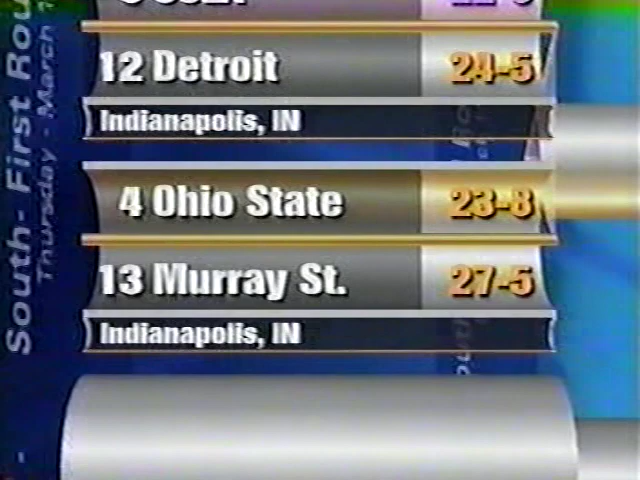 12 Detroit 24-5
Indianapolis, IN
4 Ohio State 23-8
13 Murray St. 27-5
Indianapolis, IN
South- First Rou
Thursday - March 1